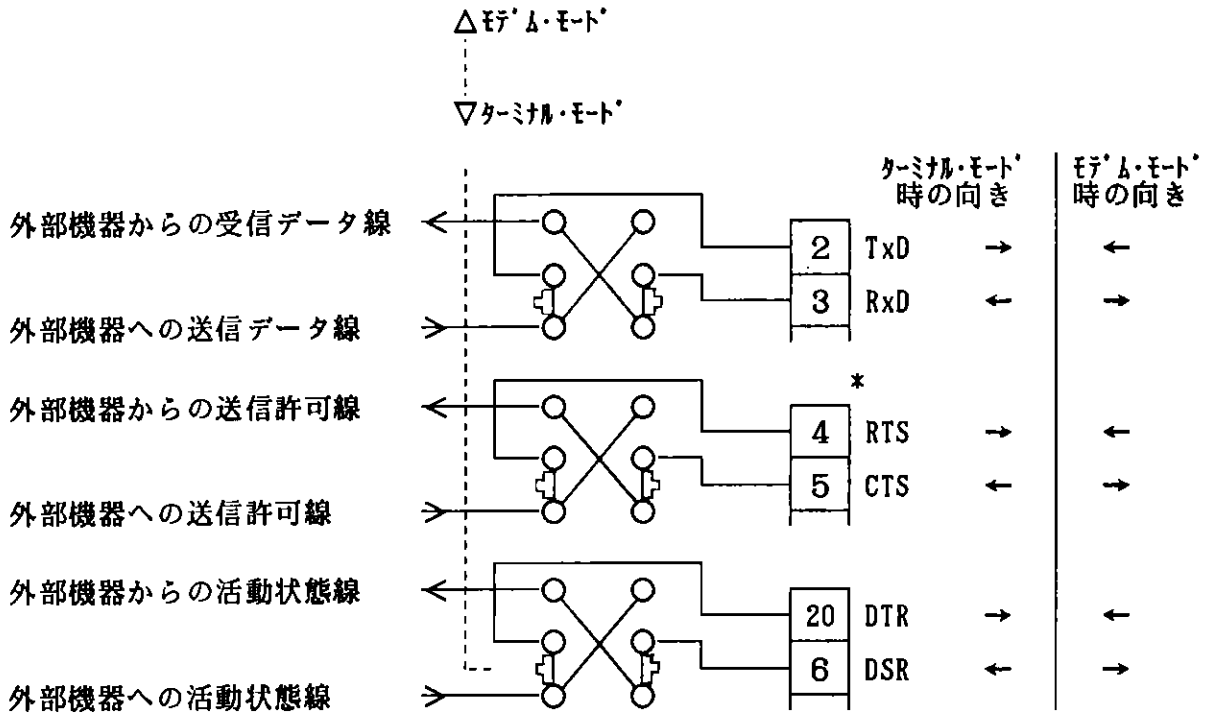 △モデム・モード
▽ターミナル・モード
ターミナル・モード
時の向き
モデム・モード
時の向き
外部機器からの受信データ線
2 TxD → ←
3 RxD ← →
外部機器への送信データ線
*
外部機器からの送信許可線
4 RTS → ←
5 CTS ← →
外部機器への送信許可線
外部機器からの活動状態線
20 DTR → ←
6 DSR ← →
外部機器への活動状態線